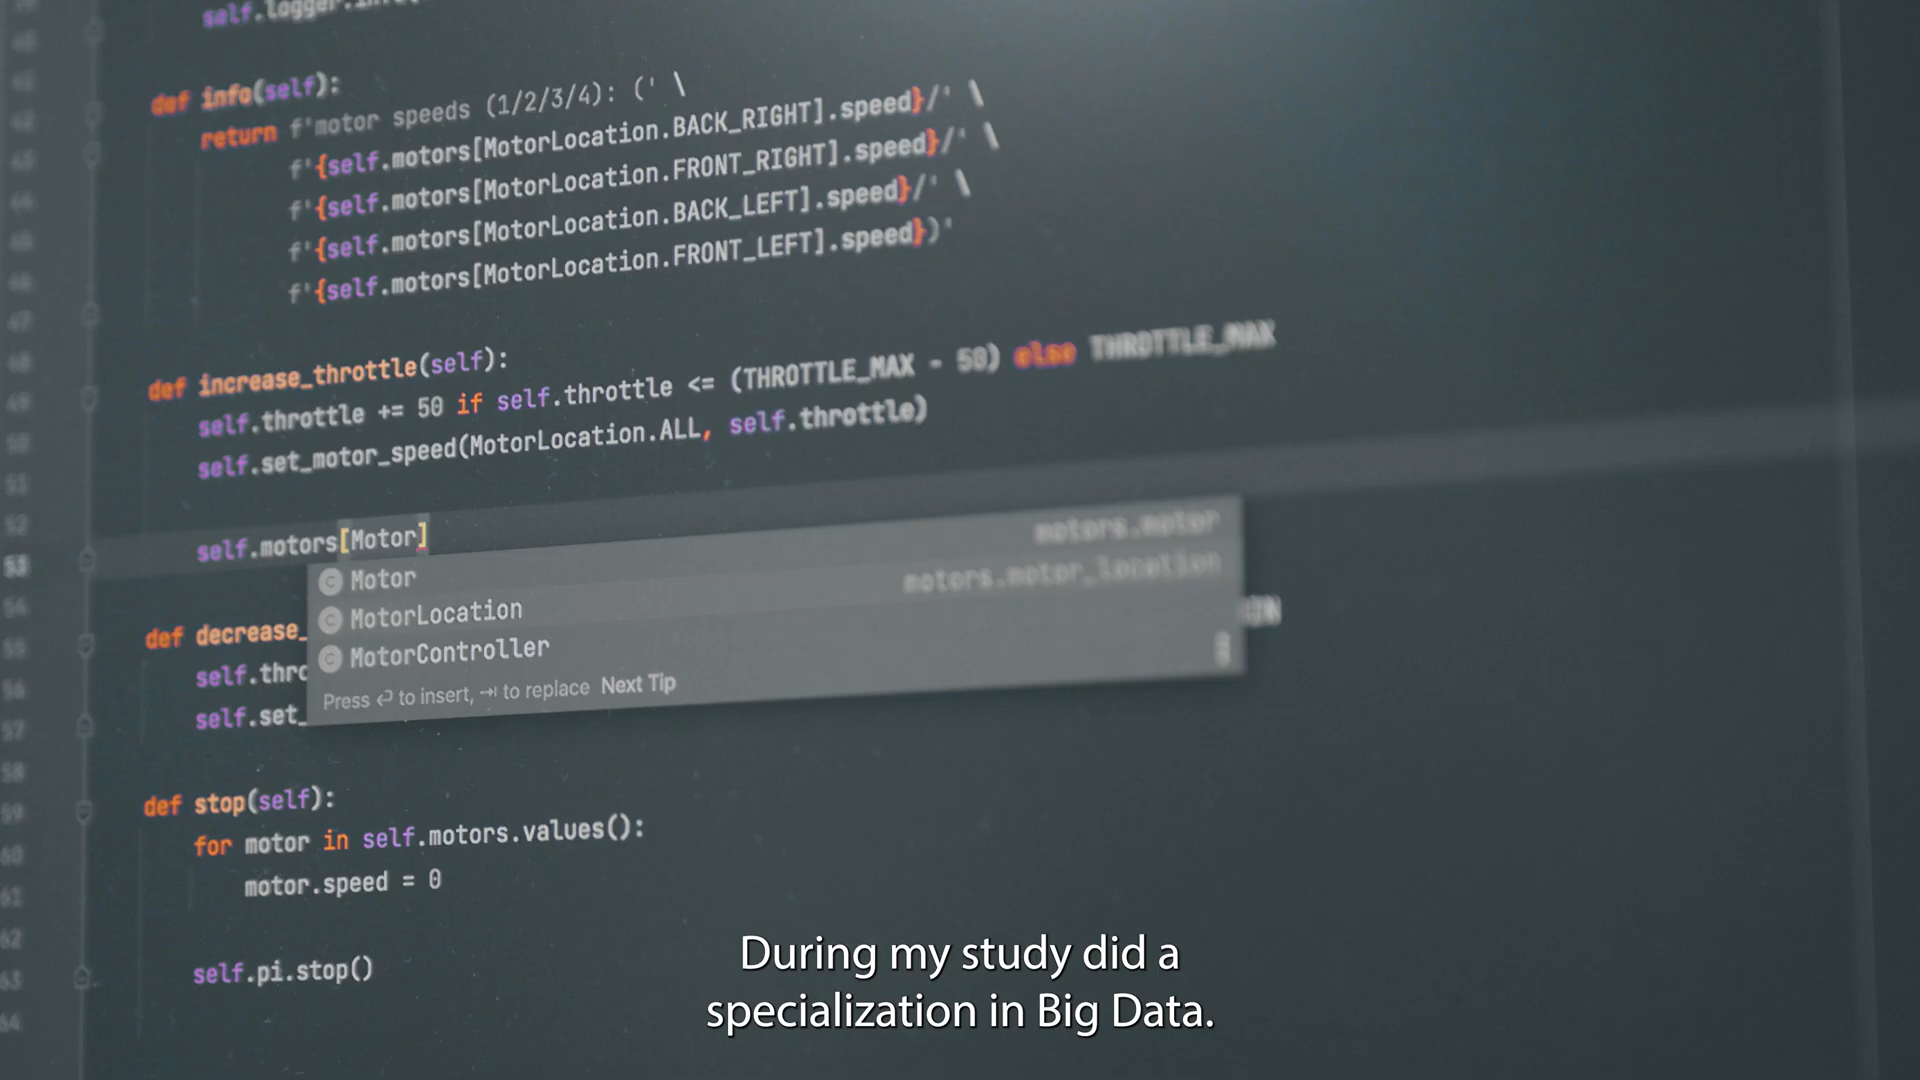 def info(self):
return f'motor speeds (1/2/3/4): (' \
f'{self.motors[MotorLocation.BACK_RIGHT].speed}/' \
f'{self.motors[MotorLocation.FRONT_RIGHT].speed}/' \
f'{self.motors[MotorLocation.BACK_LEFT].speed}/' \
f'{self.motors[MotorLocation.FRONT_LEFT].speed})'
def increase_throttle(self):
self.throttle += 50 if self.throttle <= (THROTTLE_MAX - 50) else THROTTLE_MAX
self.set_motor_speed(MotorLocation.ALL, self.throttle)
self.motors[Motor]
Motor motors.motor
MotorLocation motors.motor_location
MotorController
Press ↵ to insert, → to replace Next Tip
def decrease_
self.thro
self.set_
def stop(self):
for motor in self.motors.values():
motor.speed = 0
self.pi.stop()
During my study did a
specialization in Big Data.